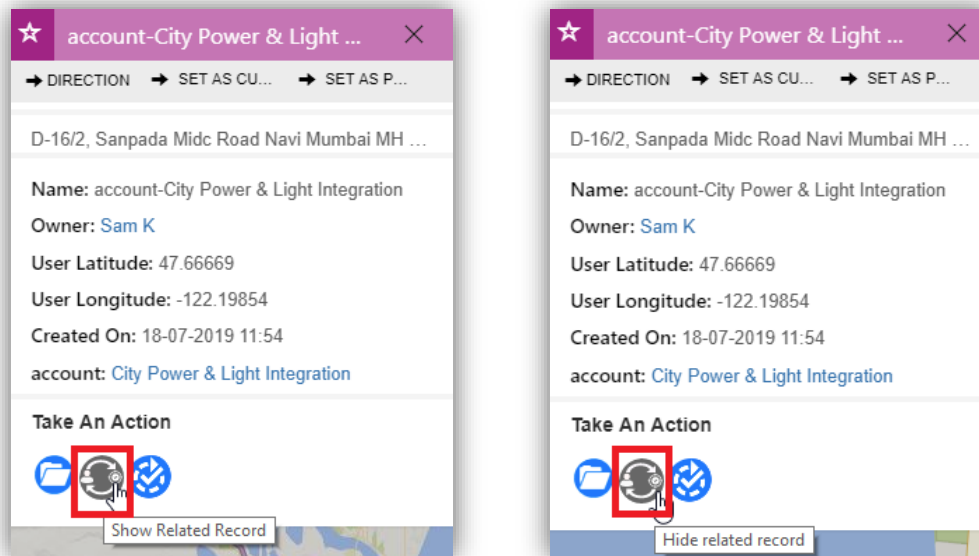 account-City Power & Light ...
DIRECTION SET AS CU... SET AS P...
D-16/2, Sanpada Midc Road Navi Mumbai MH ...
Name: account-City Power & Light Integration
Owner: Sam K
User Latitude: 47.66669
User Longitude: -122.19854
Created On: 18-07-2019 11:54
account: City Power & Light Integration
Take An Action
Show Related Record
account-City Power & Light ...
DIRECTION SET AS CU... SET AS P...
D-16/2, Sanpada Midc Road Navi Mumbai MH ...
Name: account-City Power & Light Integration
Owner: Sam K
User Latitude: 47.66669
User Longitude: -122.19854
Created On: 18-07-2019 11:54
account: City Power & Light Integration
Take An Action
Hide related record